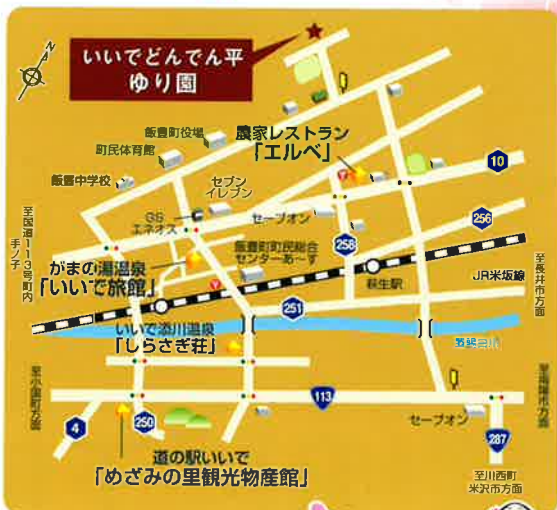 N
いいでどんでん平
ゆり園
飯豊町役場
町民体育館
飯豊中学校
農家レストラン
「エルベ」
10
セブン
イレブン
GS
エネオス
セーブオン
258
256
至国道113号町内
手ノ子
がまの湯温泉
「いいで旅館」
飯豊町町民総合
センターあ～す
萩生駅
至長井市方面
JR米坂線
251
いいで添川温泉
「しらさぎ荘」
至小国町方面
至南陽市方面
113
セーブオン
4
250
287
道の駅いいで
「めざみの里観光物産館」
至川西町
米沢市方面